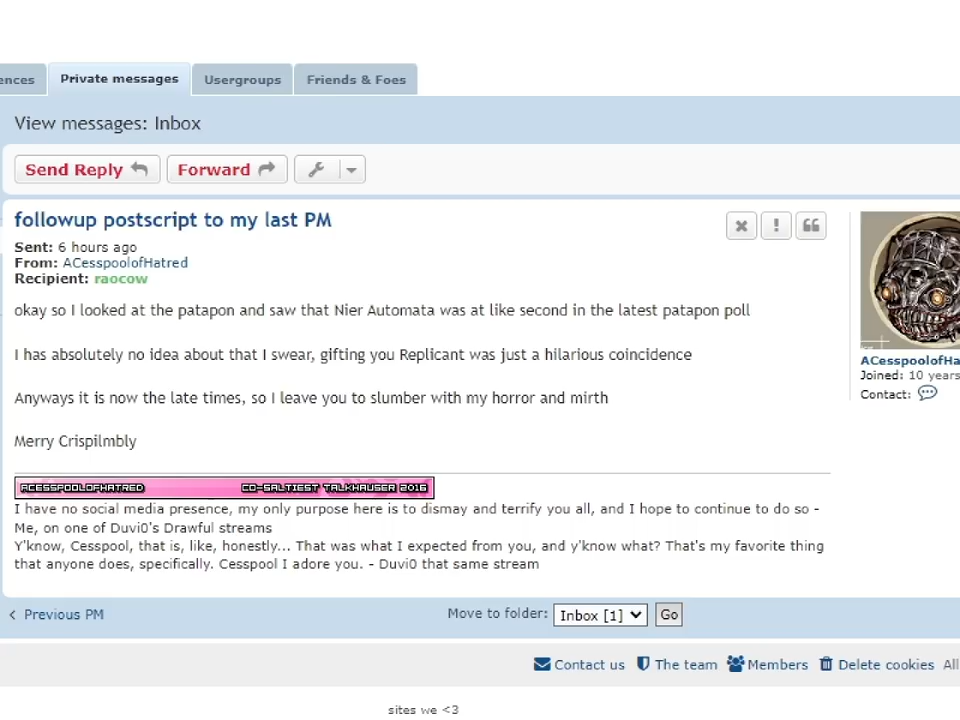 ences Private messages Usergroups Friends & Foes
View messages: Inbox
Send Reply Forward
followup postscript to my last PM
Sent: 6 hours ago
From: ACesspoolofHatred
Recipient: raocow
okay so I looked at the patapon and saw that Nier Automata was at like second in the latest patapon poll
I has absolutely no idea about that I swear, gifting you Replicant was just a hilarious coincidence
Anyways it is now the late times, so I leave you to slumber with my horror and mirth
Merry Crispilmbly
ACesspoolofHa
Joined: 10 years
Contact:
ACESSPOOLOFHATRED CO-SALTIEST TALKHAUSER 2016
I have no social media presence, my only purpose here is to dismay and terrify you all, and I hope to continue to do so -
Me, on one of Duvi0's Drawful streams
Y'know, Cesspool, that is, like, honestly... That was what I expected from you, and y'know what? That's my favorite thing
that anyone does, specifically. Cesspool I adore you. - Duvi0 that same stream
Previous PM Move to folder: Inbox [1] Go
Contact us The team Members Delete cookies All
sites we <3